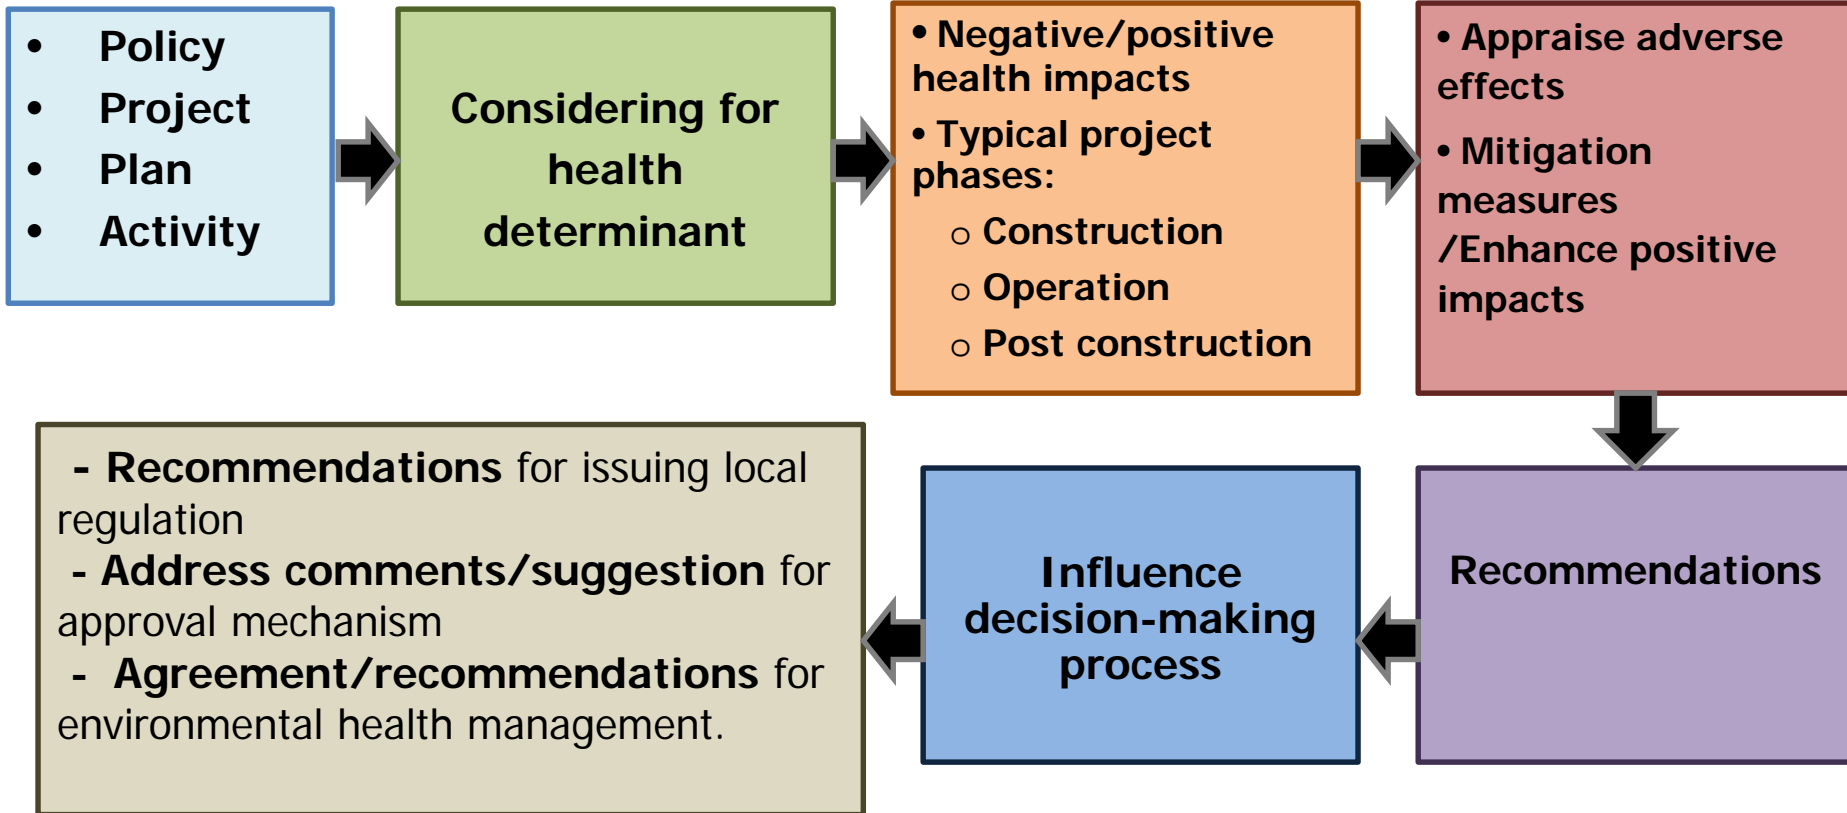 • Policy
• Project
• Plan
• Activity
Considering for
health
determinant
• Negative/positive
health impacts
• Typical project
phases:
o Construction
o Operation
o Post construction
• Appraise adverse
effects
• Mitigation
measures
/Enhance positive
impacts
Recommendations
Influence
decision-making
process
- Recommendations for issuing local
regulation
- Address comments/suggestion for
approval mechanism
- Agreement/recommendations for
environmental health management.